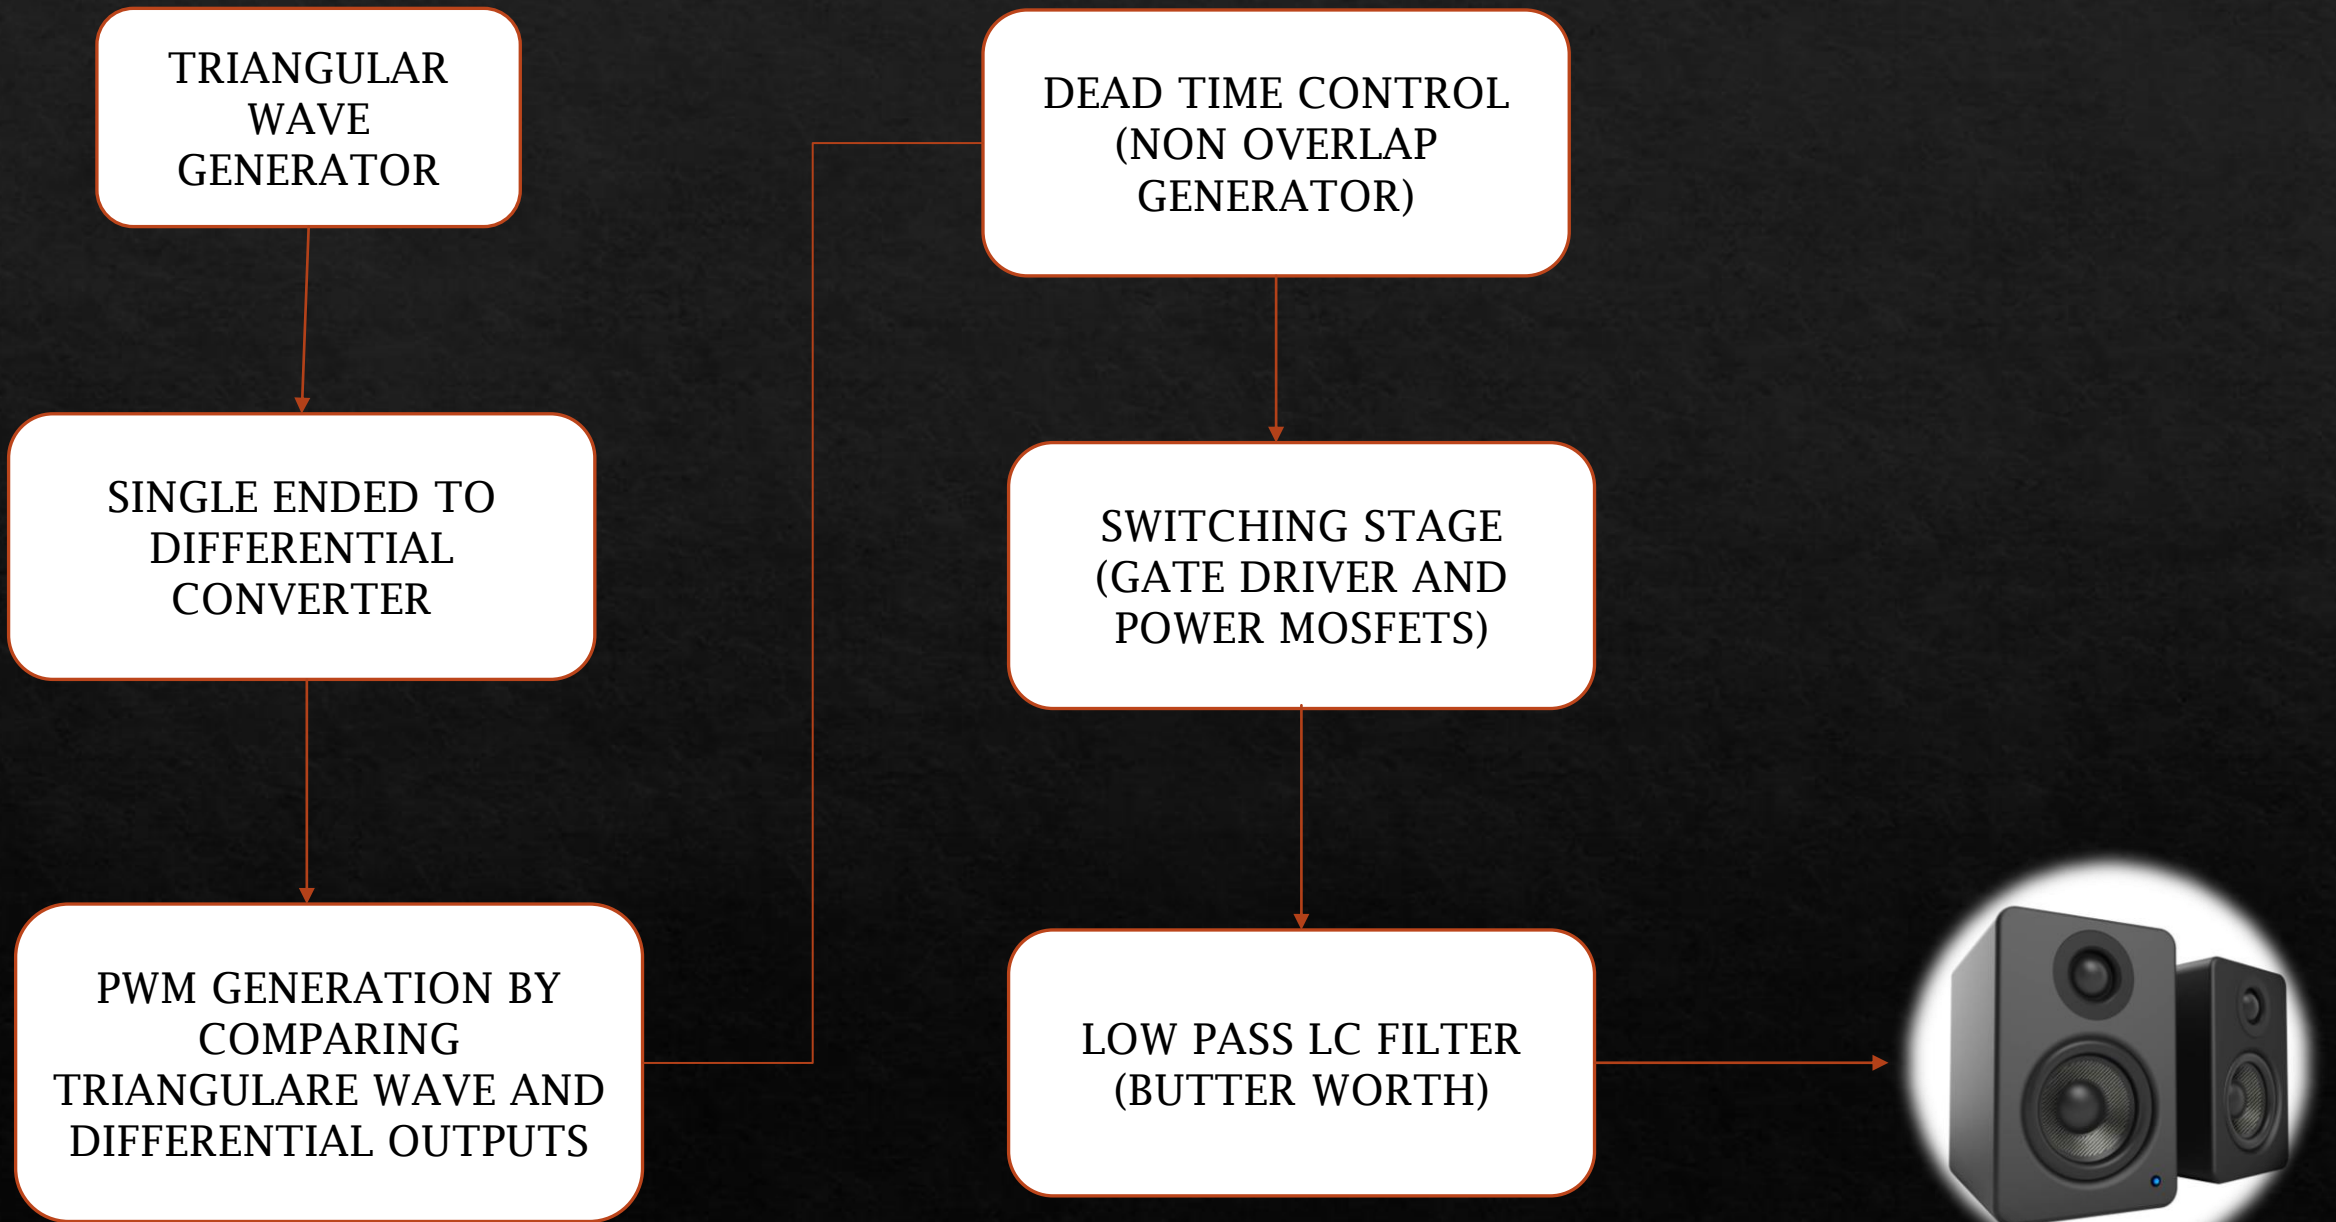 TRIANGULAR
WAVE
GENERATOR
SINGLE ENDED TO
DIFFERENTIAL
CONVERTER
PWM GENERATION BY
COMPARING
TRIANGULARE WAVE AND
DIFFERENTIAL OUTPUTS
DEAD TIME CONTROL
(NON OVERLAP
GENERATOR)
SWITCHING STAGE
(GATE DRIVER AND
POWER MOSFETS)
LOW PASS LC FILTER
(BUTTER WORTH)